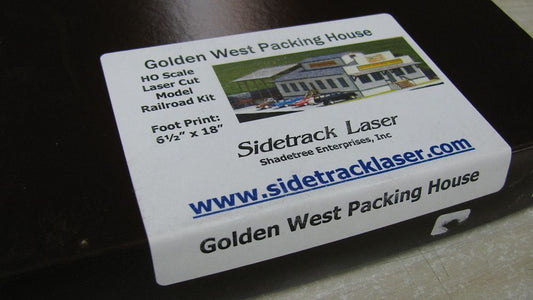 Golden West Packing House
HO Scale
Laser Cut
Model
Railroad Kit
Foot Print:
6½" x 18"
Sidetrack Laser
Shadetree Enterprises, Inc
www.sidetracklaser.com
Golden West Packing House